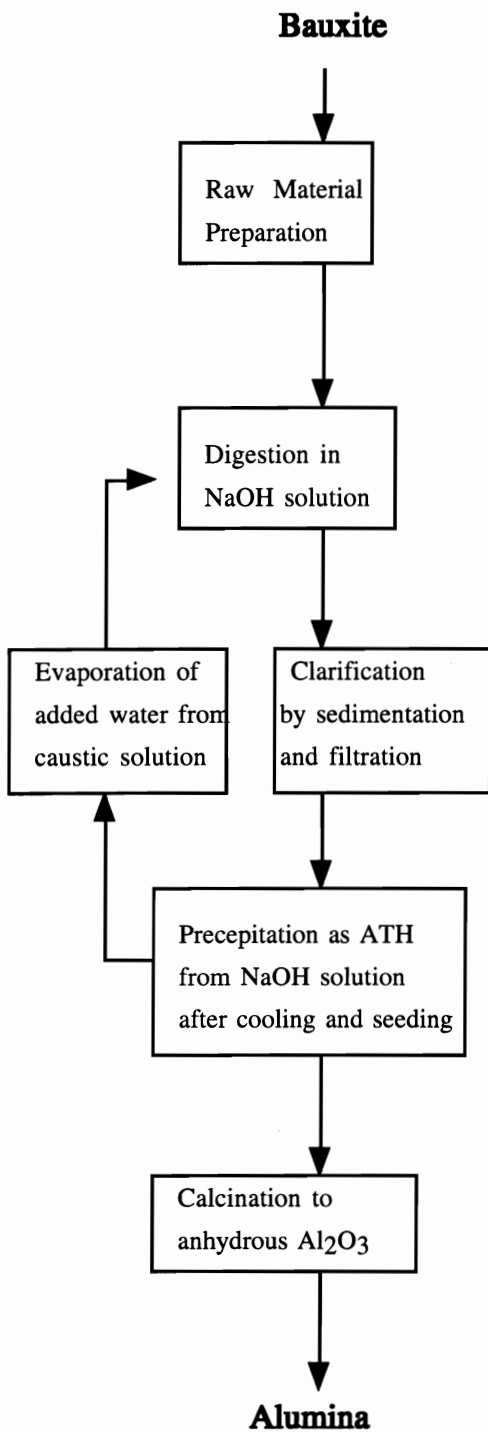 Bauxite
Raw Material
Preparation
Digestion in
NaOH solution
Evaporation of
added water from
caustic solution
Clarification
by sedimentation
and filtration
Precepitation as ATH
from NaOH solution
after cooling and seeding
Calcination to
anhydrous Al2O3
Alumina